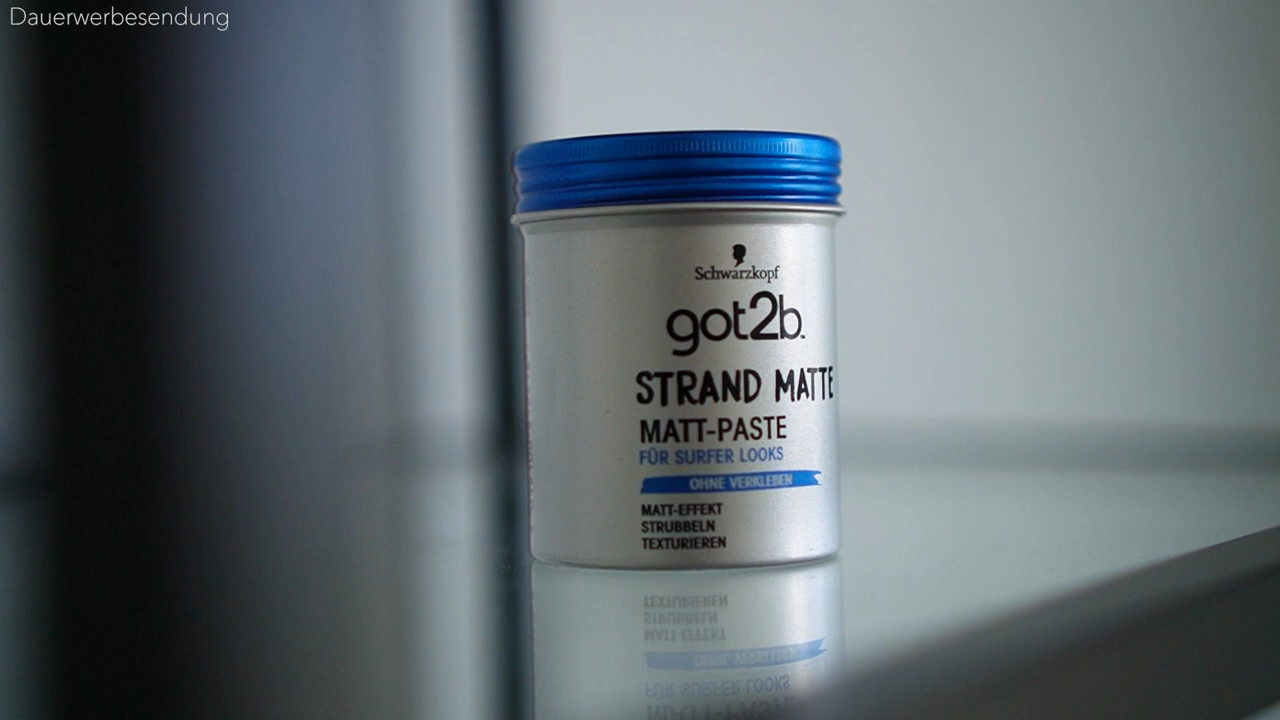 Dauerwerbesendung
Schwarzkopf
got2b
STRAND MATTE
MATT-PASTE
FÜR SURFER LOOKS
OHNE VERKLEBEN
MATT-EFFEKT
STRUBBELN
TEXTURIEREN